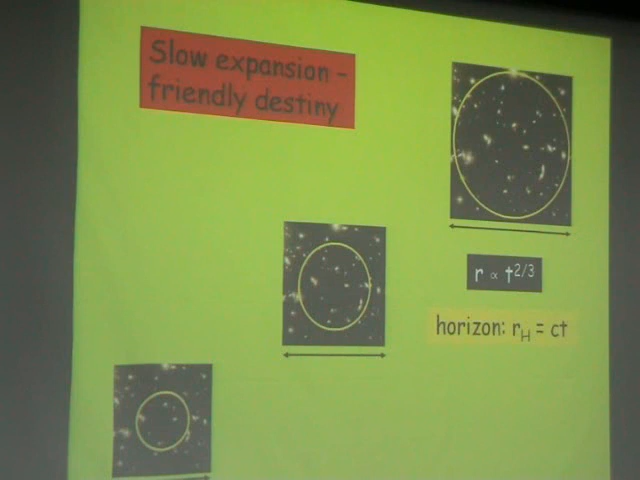 Slow expansion –
friendly destiny
r ∝ t^2/3
horizon: r_H = ct